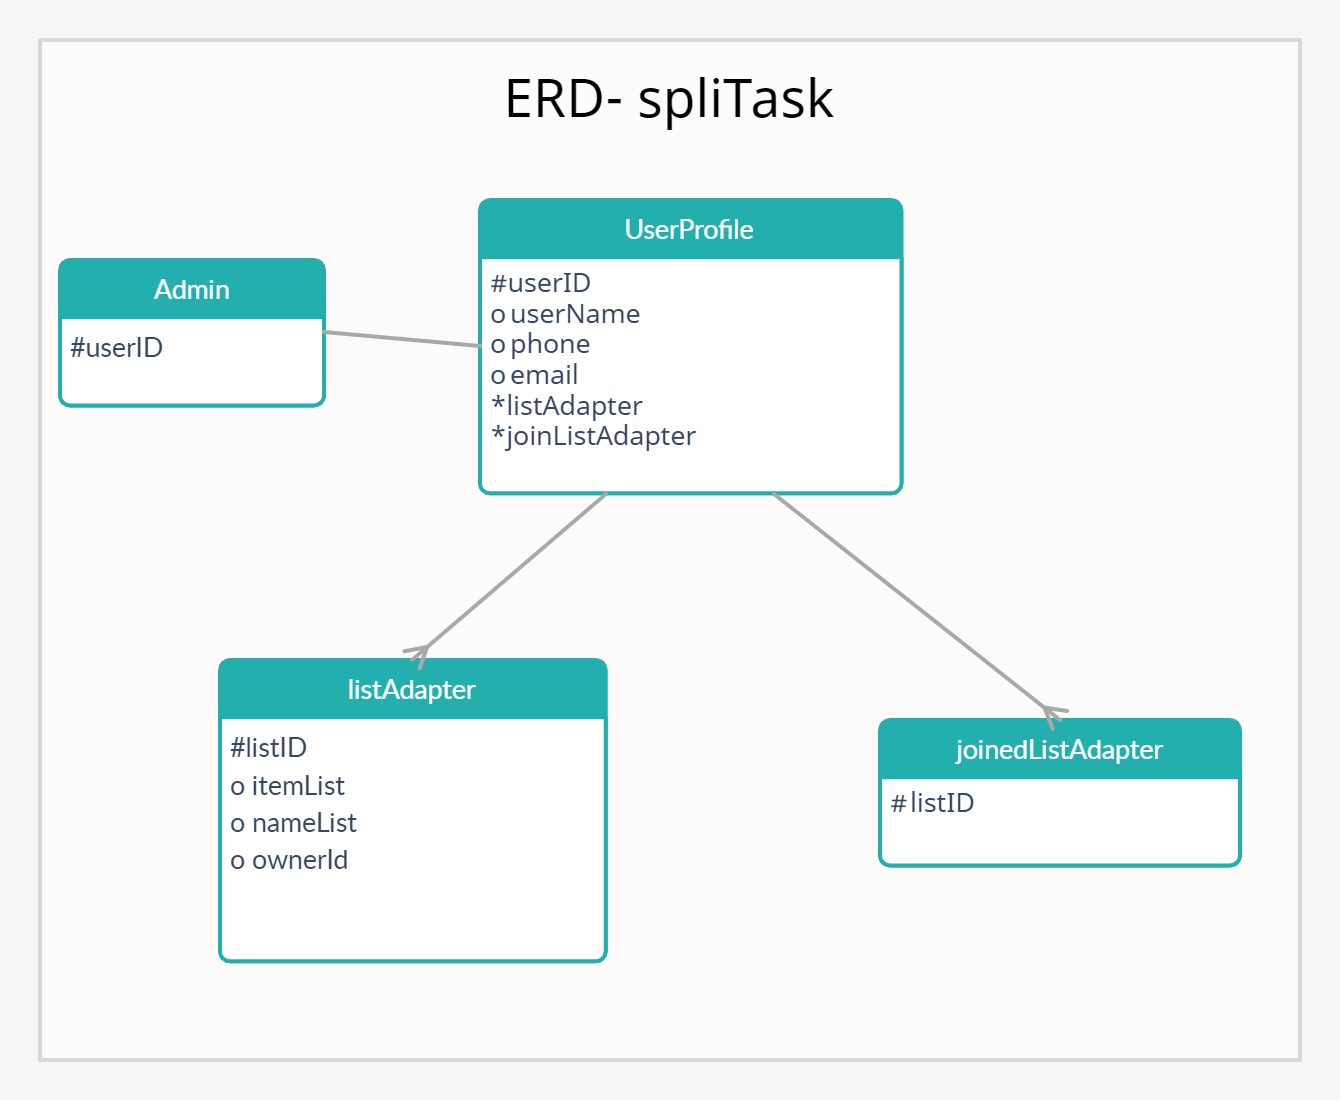 ERD- spliTask
UserProfile
#userID
o userName
o phone
o email
*listAdapter
*joinListAdapter
Admin
#userID
listAdapter
#listID
o itemList
o nameList
o ownerId
joinedListAdapter
# listID